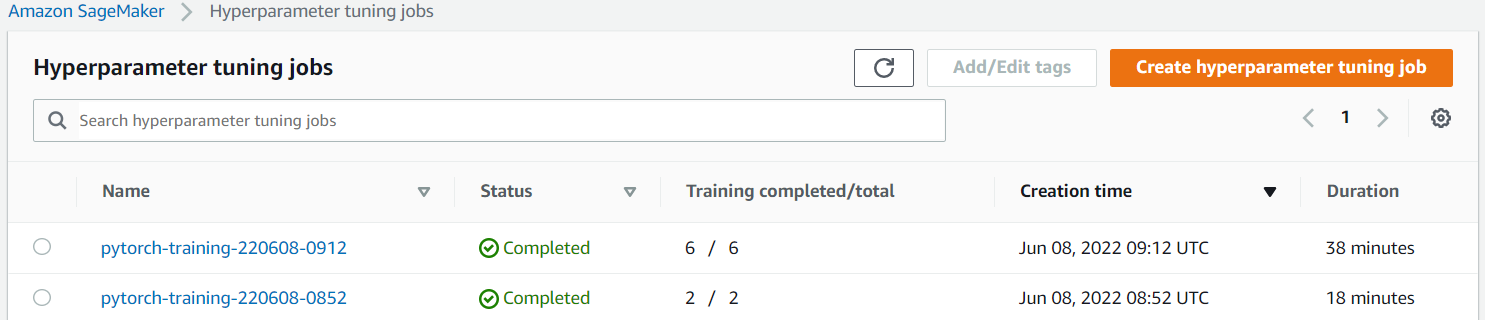 Amazon SageMaker > Hyperparameter tuning jobs
Hyperparameter tuning jobs
Add/Edit tags
Create hyperparameter tuning job
Search hyperparameter tuning jobs
1
Name Status Training completed/total Creation time Duration
pytorch-training-220608-0912 Completed 6 / 6 Jun 08, 2022 09:12 UTC 38 minutes
pytorch-training-220608-0852 Completed 2 / 2 Jun 08, 2022 08:52 UTC 18 minutes